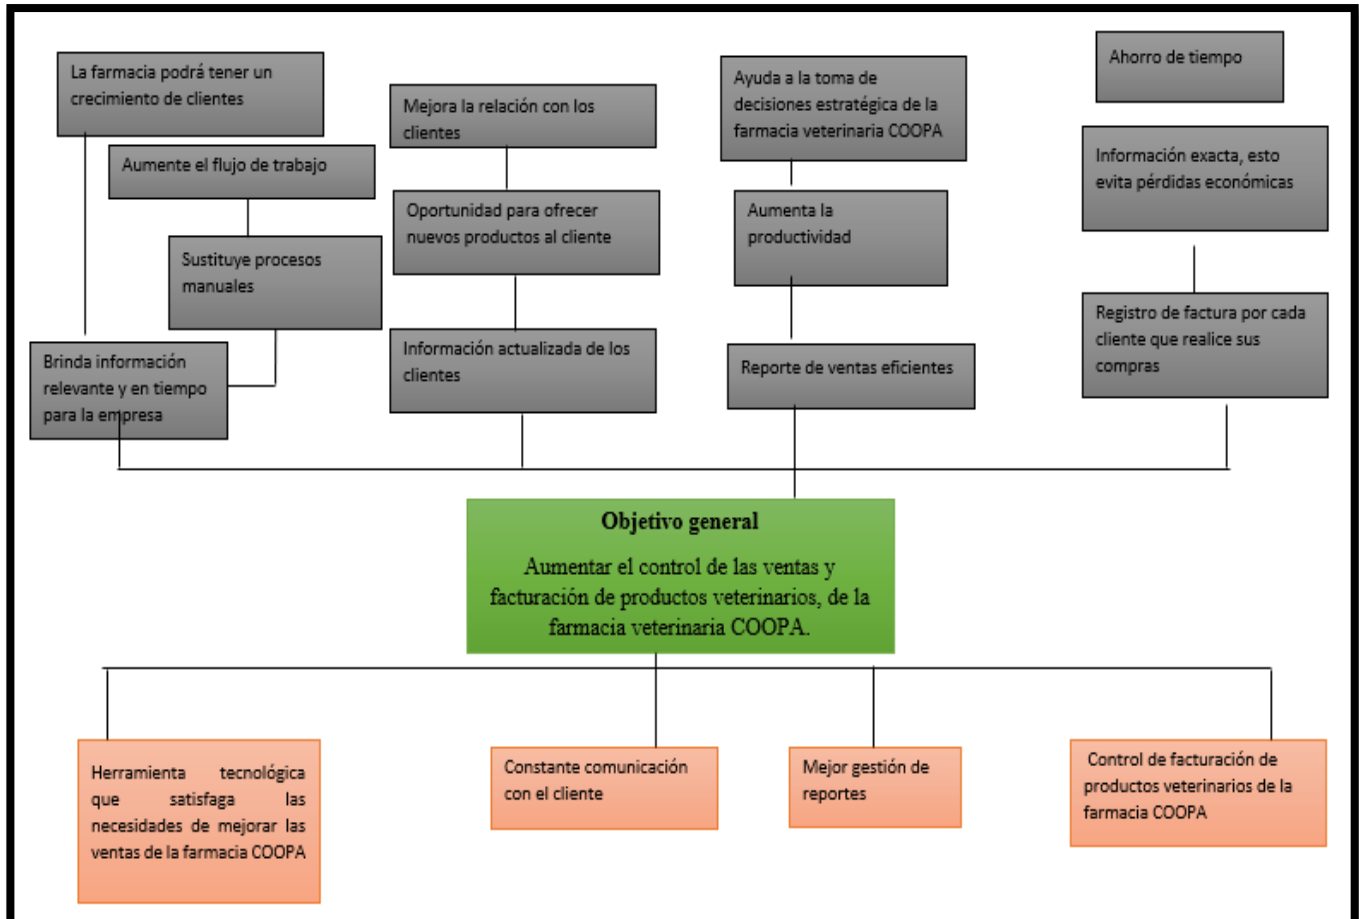 La farmacia podrá tener un
crecimiento de clientes
Aumente el flujo de trabajo
Sustituye procesos
manuales
Brinda información
relevante y en tiempo
para la empresa
Mejora la relación con los
clientes
Oportunidad para ofrecer
nuevos productos al cliente
Información actualizada de los
clientes
Ayuda a la toma de
decisiones estratégica de la
farmacia veterinaria COOPA
Aumenta la
productividad
Reporte de ventas eficientes
Ahorro de tiempo
Información exacta, esto
evita pérdidas económicas
Registro de factura por cada
cliente que realice sus
compras
Objetivo general
Aumentar el control de las ventas y
facturación de productos veterinarios, de la
farmacia veterinaria COOPA.
Herramienta tecnológica
que satisfaga las
necesidades de mejorar las
ventas de la farmacia COOPA
Constante comunicación
con el cliente
Mejor gestión de
reportes
Control de facturación de
productos veterinarios de la
farmacia COOPA